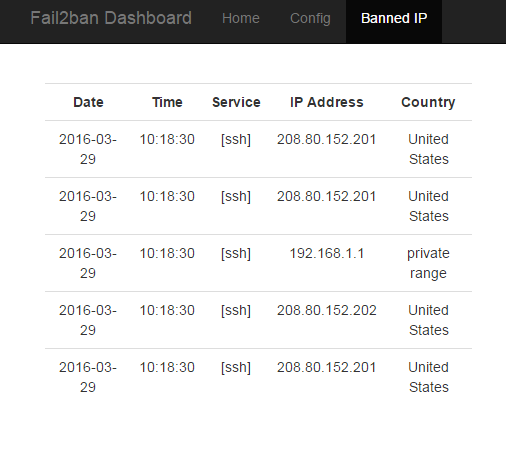 Fail2ban Dashboard Home Config Banned IP
Date Time Service IP Address Country
2016-03- 10:18:30 [ssh] 208.80.152.201 United
29 States
2016-03- 10:18:30 [ssh] 208.80.152.201 United
29 States
2016-03- 10:18:30 [ssh] 192.168.1.1 private
29 range
2016-03- 10:18:30 [ssh] 208.80.152.202 United
29 States
2016-03- 10:18:30 [ssh] 208.80.152.201 United
29 States